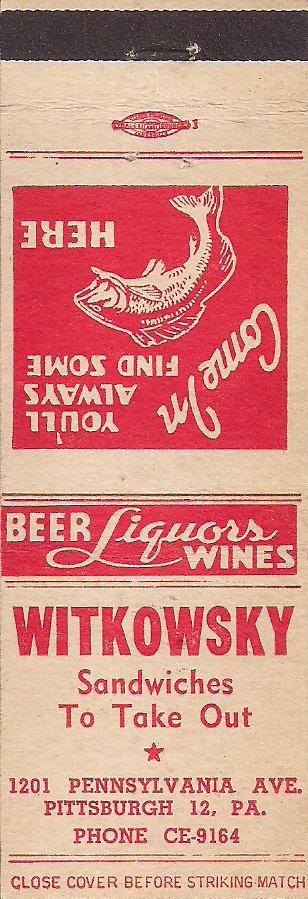 Come In
YOU'LL
ALWAYS
FIND SOME
HERE
BEER Liquors
WINES
WITKOWSKY
Sandwiches
To Take Out
1201 PENNSYLVANIA AVE.
PITTSBURGH 12, PA.
PHONE CE-9164
CLOSE COVER BEFORE STRIKING MATCH